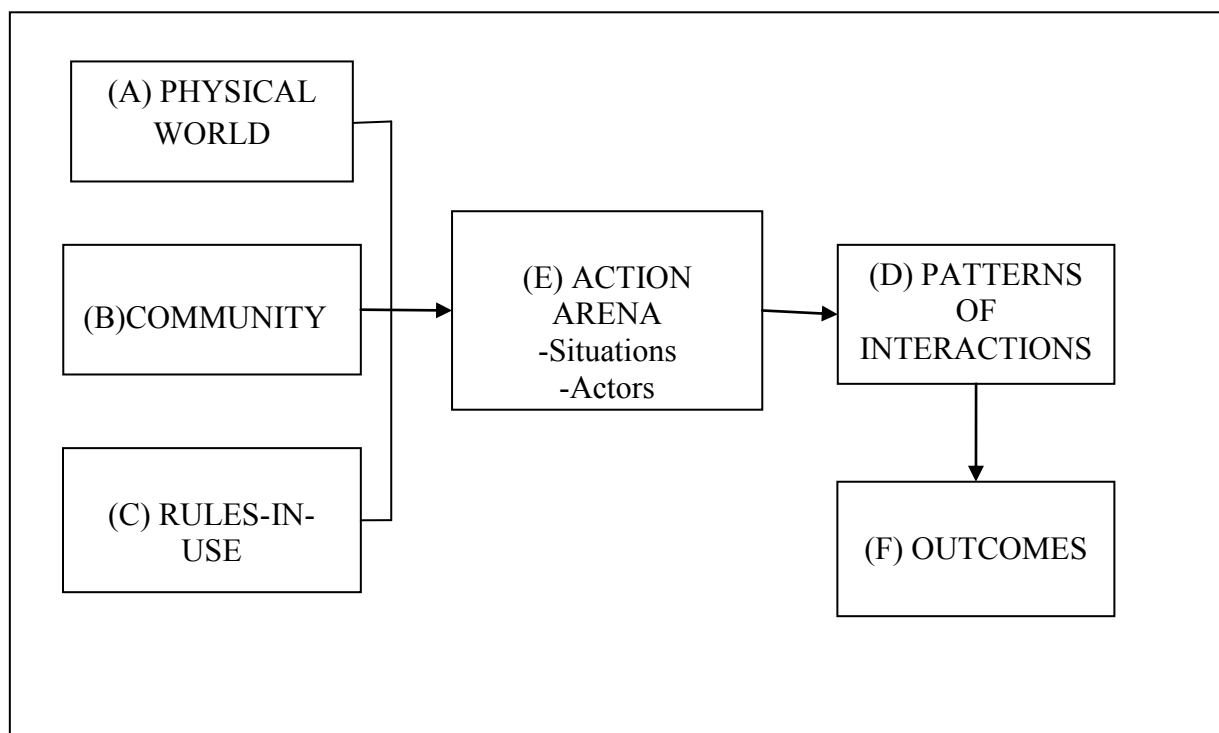 (A) PHYSICAL
WORLD
(B)COMMUNITY
(C) RULES-IN-
USE
(E) ACTION
ARENA
-Situations
-Actors
(D) PATTERNS
OF
INTERACTIONS
(F) OUTCOMES